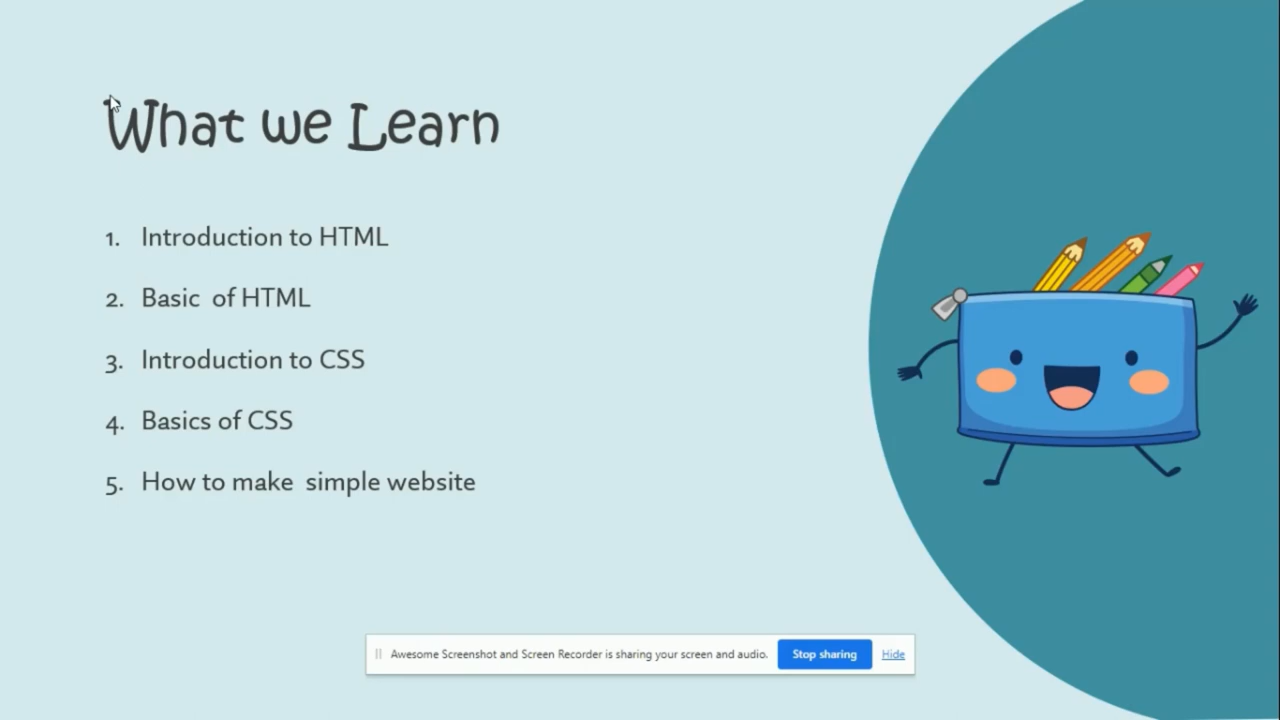 What we Learn
1. Introduction to HTML
2. Basic of HTML
3. Introduction to CSS
4. Basics of CSS
5. How to make simple website
Awesome Screenshot and Screen Recorder is sharing your screen and audio. Stop sharing Hide